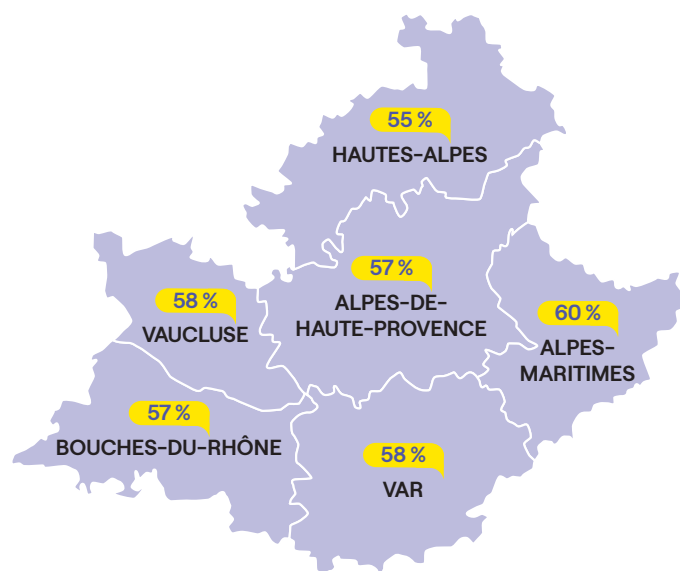 55 %
HAUTES-ALPES
57 %
ALPES-DE-
HAUTE-PROVENCE
58 %
VAUCLUSE
60 %
ALPES-
MARITIMES
57 %
BOUCHES-DU-RHÔNE
58 %
VAR